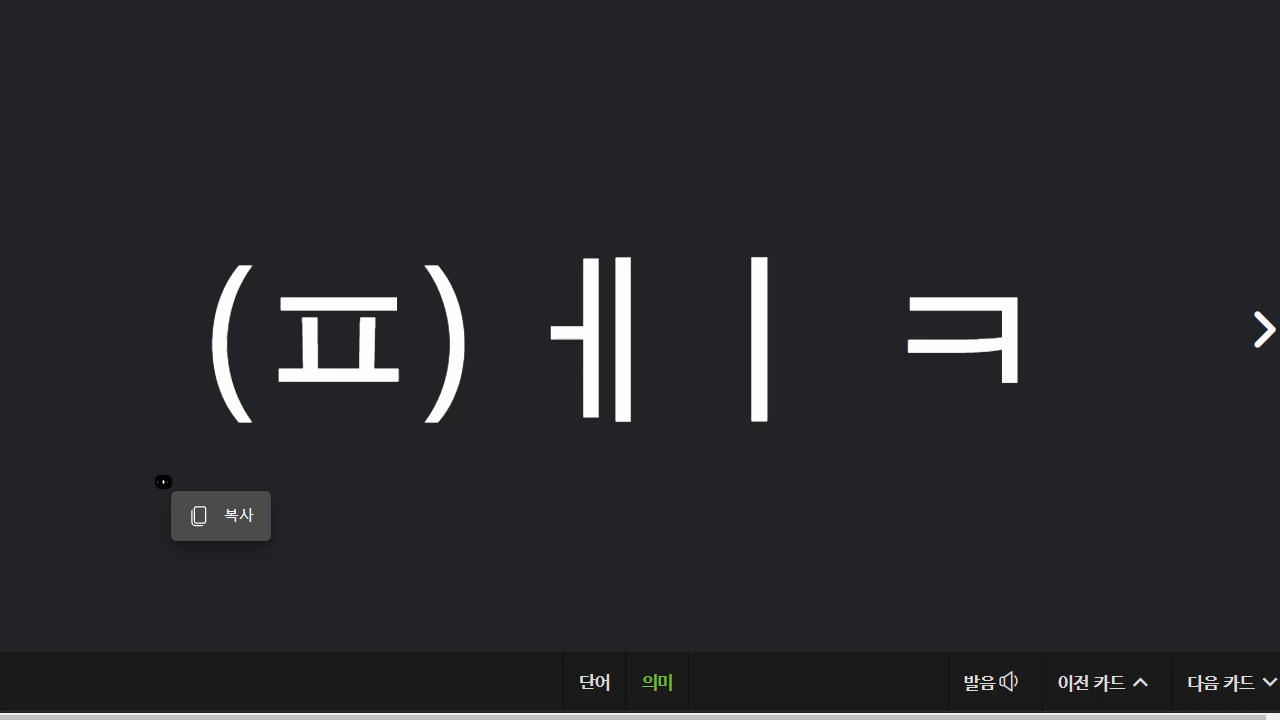 (ㅍ) ㅔ ㅣ ㅋ
복사
단어 의미 발음 이전 카드 다음 카드